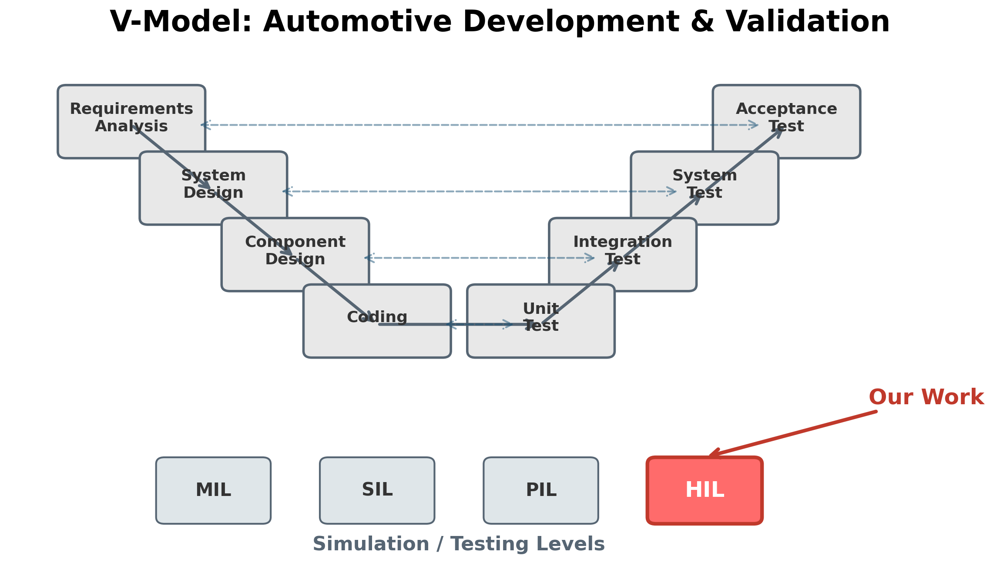 V-Model: Automotive Development & Validation
Requirements
Analysis
Acceptance
Test
System
Design
System
Test
Component
Design
Integration
Test
Coding
Unit
Test
Our Work
MIL
SIL
PIL
HIL
Simulation / Testing Levels